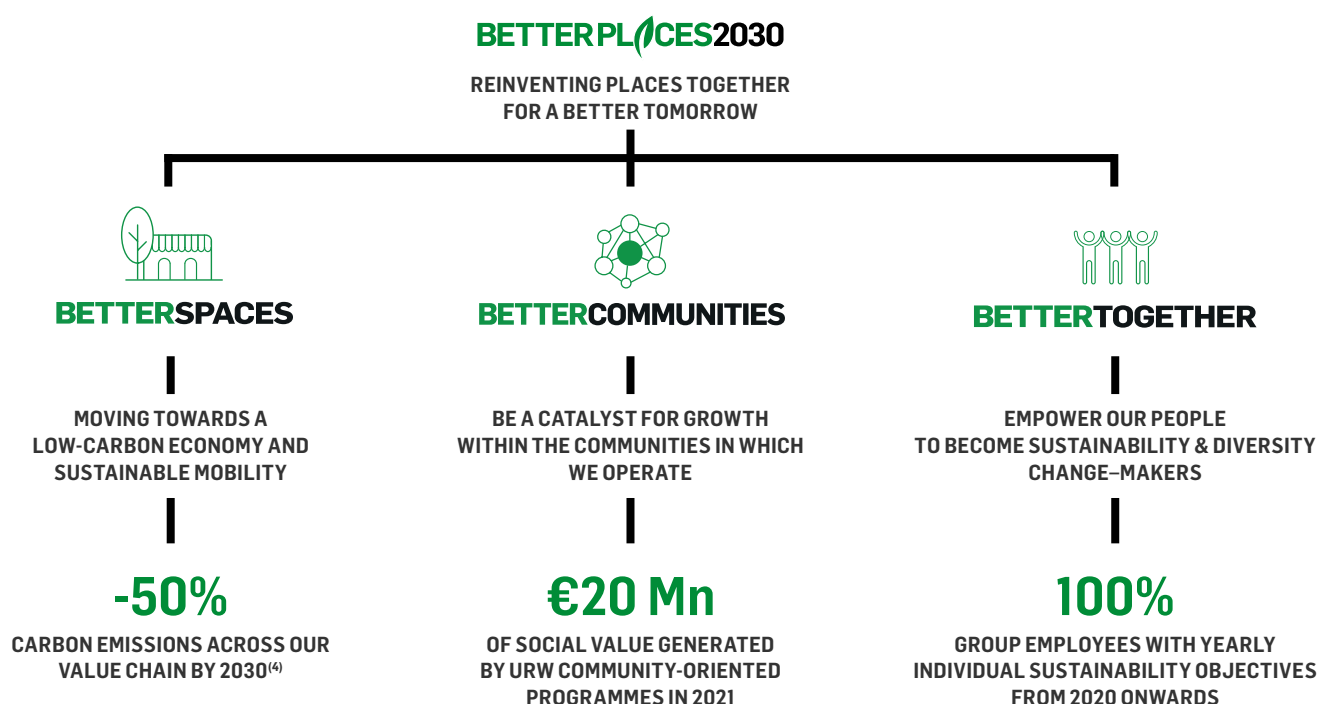 BETTERPLACES2030
REINVENTING PLACES TOGETHER
FOR A BETTER TOMORROW
BETTERSPACES
MOVING TOWARDS A
LOW-CARBON ECONOMY AND
SUSTAINABLE MOBILITY
-50%
CARBON EMISSIONS ACROSS OUR
VALUE CHAIN BY 2030(4)
BETTERCOMMUNITIES
BE A CATALYST FOR GROWTH
WITHIN THE COMMUNITIES IN WHICH
WE OPERATE
€20 Mn
OF SOCIAL VALUE GENERATED
BY URW COMMUNITY-ORIENTED
PROGRAMMES IN 2021
BETTERTOGETHER
EMPOWER OUR PEOPLE
TO BECOME SUSTAINABILITY & DIVERSITY
CHANGE–MAKERS
100%
GROUP EMPLOYEES WITH YEARLY
INDIVIDUAL SUSTAINABILITY OBJECTIVES
FROM 2020 ONWARDS